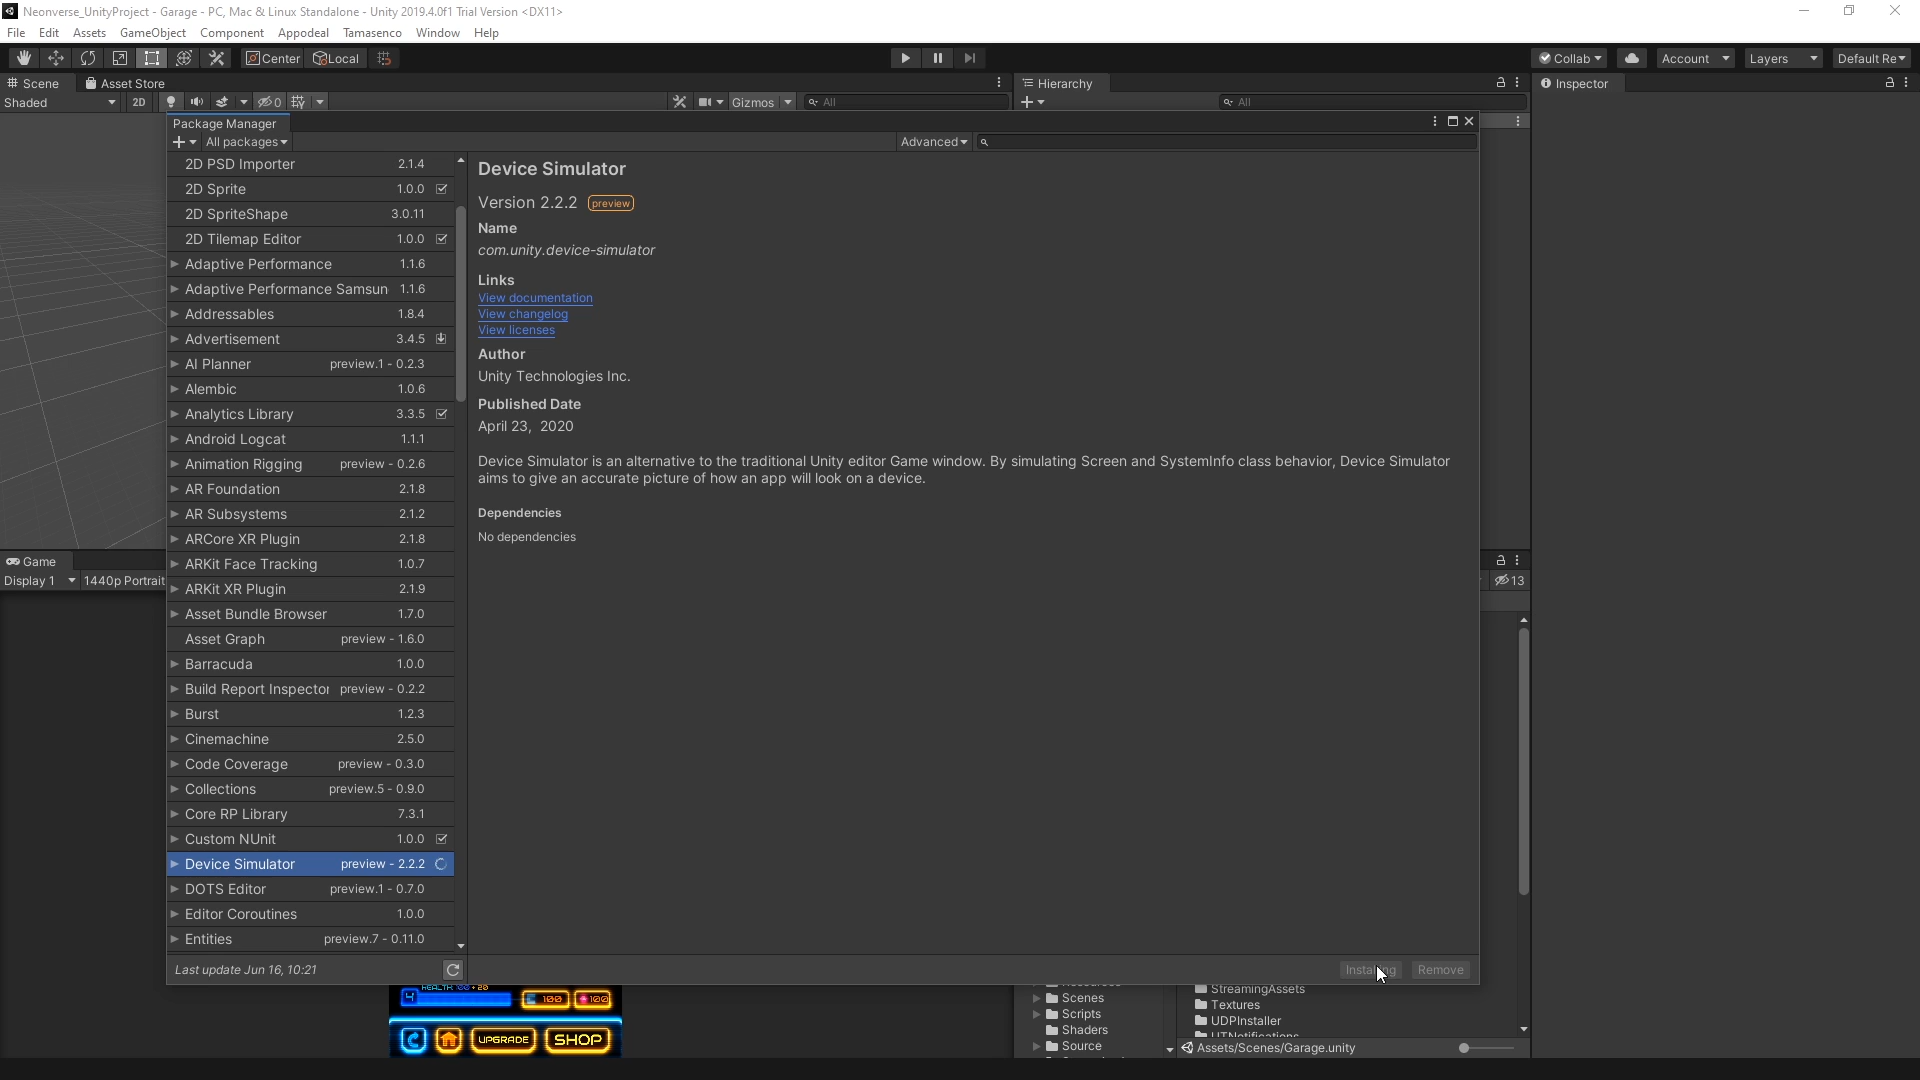 Neonverse_UnityProject - Garage - PC, Mac & Linux Standalone - Unity 2019.4.0f1 Trial Version <DX11>
File Edit Assets GameObject Component Appodeal Tamasenco Window Help
Center Local Collab Account Layers Default Re
Scene Asset Store Hierarchy Inspector
Shaded 2D 0 Gizmos All All
Package Manager
All packages Advanced
2D PSD Importer 2.1.4
2D Sprite 1.0.0
2D SpriteShape 3.0.11
2D Tilemap Editor 1.0.0
Adaptive Performance 1.1.6
Adaptive Performance Samsun 1.1.6
Addressables 1.8.4
Advertisement 3.4.5
AI Planner preview.1 - 0.2.3
Alembic 1.0.6
Analytics Library 3.3.5
Android Logcat 1.1.1
Animation Rigging preview - 0.2.6
AR Foundation 2.1.8
AR Subsystems 2.1.2
ARCore XR Plugin 2.1.8
ARKit Face Tracking 1.0.7
ARKit XR Plugin 2.1.9
Asset Bundle Browser 1.7.0
Asset Graph preview - 1.6.0
Barracuda 1.0.0
Build Report Inspector preview - 0.2.2
Burst 1.2.3
Cinemachine 2.5.0
Code Coverage preview - 0.3.0
Collections preview.5 - 0.9.0
Core RP Library 7.3.1
Custom NUnit 1.0.0
Device Simulator preview - 2.2.2
DOTS Editor preview.1 - 0.7.0
Editor Coroutines 1.0.0
Entities preview.7 - 0.11.0
Last update Jun 16, 10:21
Device Simulator
Version 2.2.2 preview
Name
com.unity.device-simulator
Links
View documentation
View changelog
View licenses
Author
Unity Technologies Inc.
Published Date
April 23, 2020
Device Simulator is an alternative to the traditional Unity editor Game window. By simulating Screen and SystemInfo class behavior, Device Simulator
aims to give an accurate picture of how an app will look on a device.
Dependencies
No dependencies
Installing Remove
Game
Display 1 1440p Portrait
13
HEALTH: 100 + 20
4 100 100
UPGRADE SHOP
Scenes
Scripts
Shaders
Source
StreamingAssets
Textures
UDPInstaller
Assets/Scenes/Garage.unity